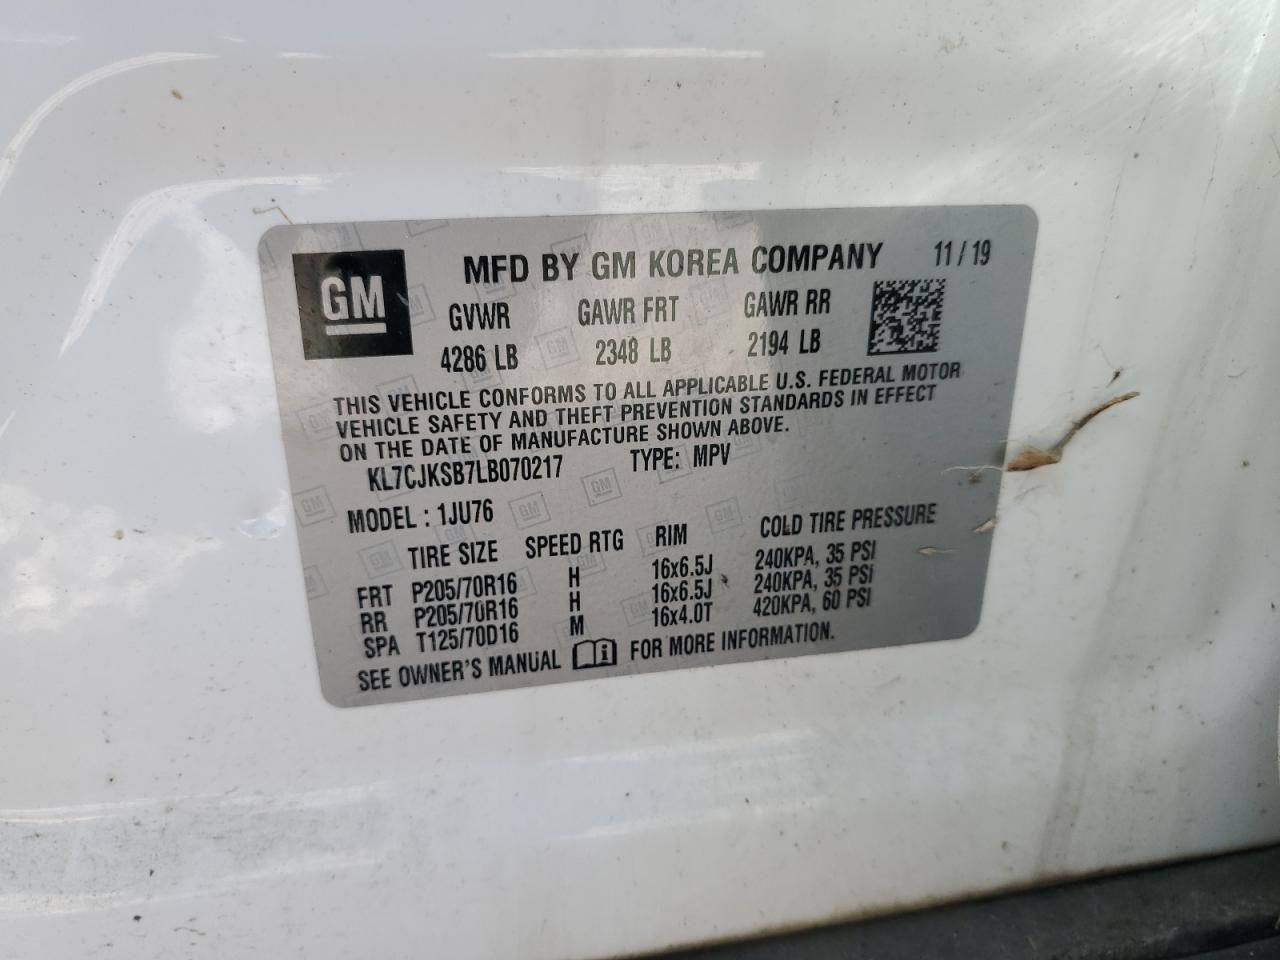 GM
MFD BY GM KOREA COMPANY 11 / 19
GVWR GAWR FRT GAWR RR
4286 LB 2348 LB 2194 LB
THIS VEHICLE CONFORMS TO ALL APPLICABLE U.S. FEDERAL MOTOR
VEHICLE SAFETY AND THEFT PREVENTION STANDARDS IN EFFECT
ON THE DATE OF MANUFACTURE SHOWN ABOVE.
KL7CJKSB7LB070217 TYPE: MPV
MODEL : 1JU76
TIRE SIZE SPEED RTG RIM COLD TIRE PRESSURE
FRT P205/70R16 H 16x6.5J 240KPA, 35 PSI
RR P205/70R16 H 16x6.5J 240KPA, 35 PSI
SPA T125/70D16 M 16x4.0T 420KPA, 60 PSI
SEE OWNER'S MANUAL i FOR MORE INFORMATION.